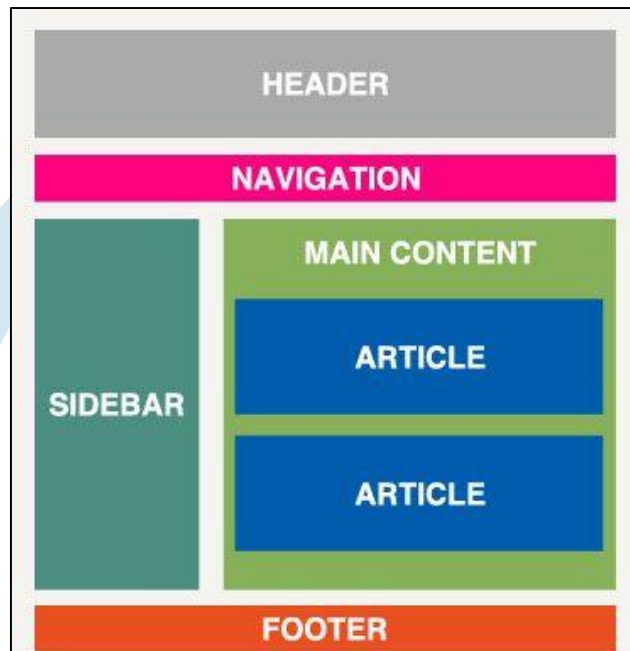 HEADER
NAVIGATION
MAIN CONTENT
ARTICLE
SIDEBAR
ARTICLE
FOOTER